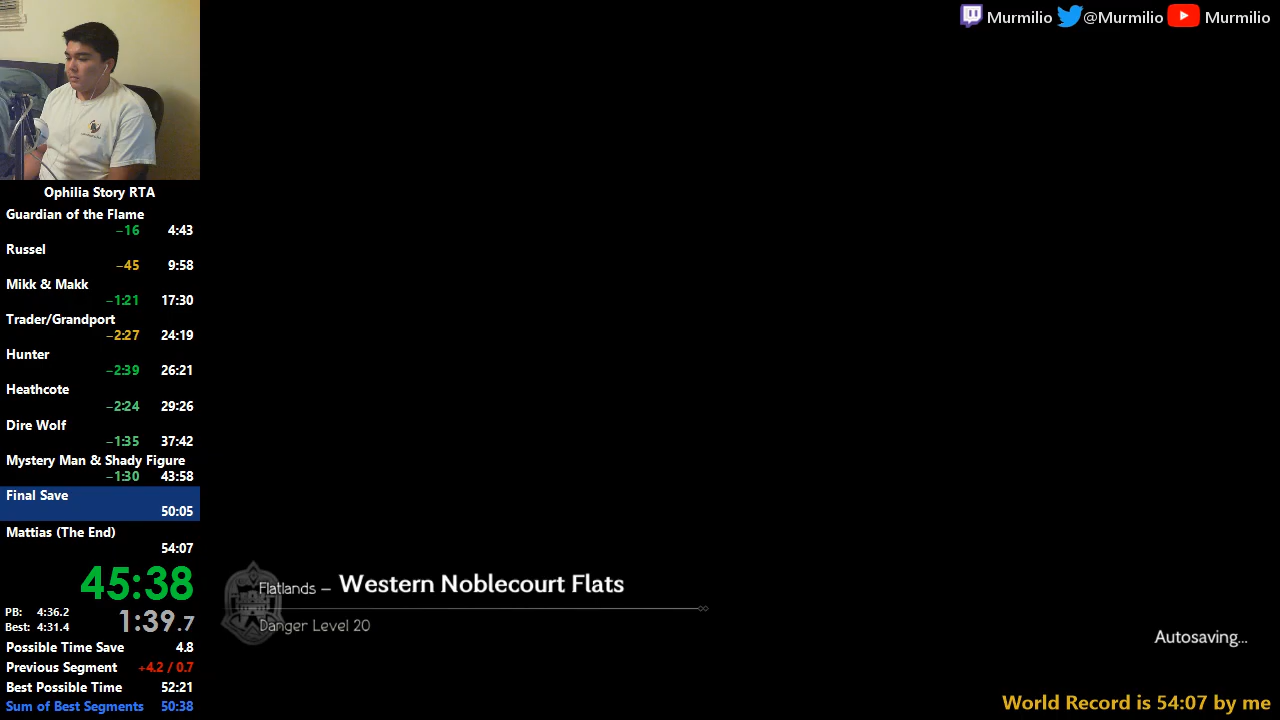 Murmilio @Murmilio Murmilio
Ophilia Story RTA
Guardian of the Flame
−16 4:43
Russel
−45 9:58
Mikk & Makk
−1:21 17:30
Trader/Grandport
−2:27 24:19
Hunter
−2:39 26:21
Heathcote
−2:24 29:26
Dire Wolf
−1:35 37:42
Mystery Man & Shady Figure
−1:30 43:58
Final Save
50:05
Mattias (The End)
54:07
45:38
PB: 4:36.2
Best: 4:31.4
1:39.7
Possible Time Save 4.8
Previous Segment +4.2 / 0.7
Best Possible Time 52:21
Sum of Best Segments 50:38
Flatlands – Western Noblecourt Flats
Danger Level 20
Autosaving...
World Record is 54:07 by me